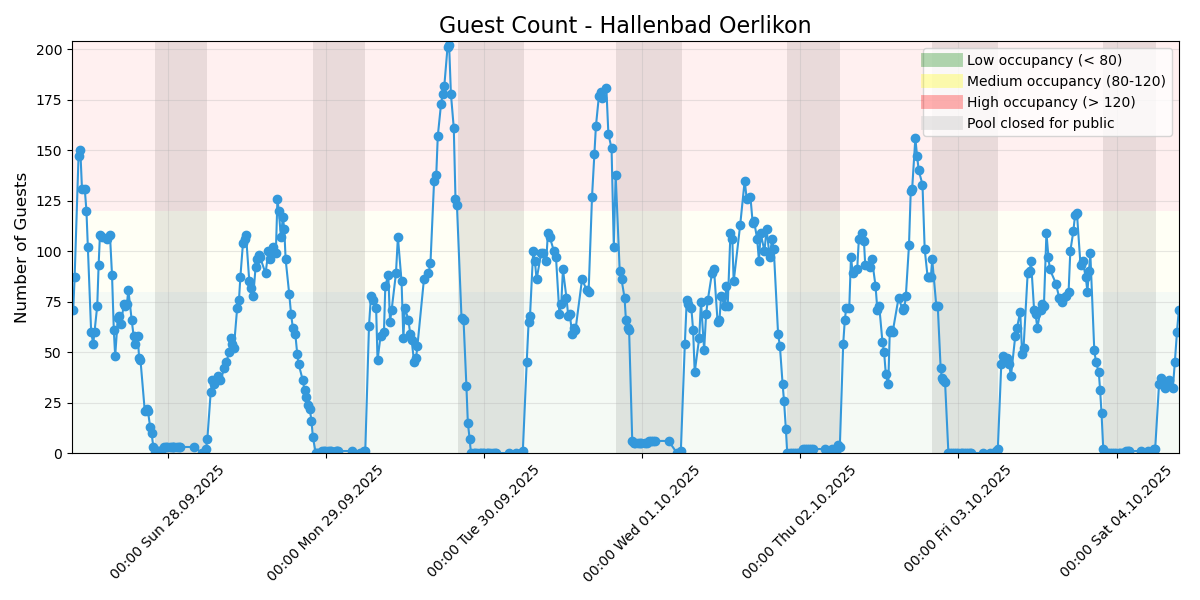 Guest Count - Hallenbad Oerlikon
Number of Guests
200
175
150
125
100
75
50
25
0
Low occupancy (< 80)
Medium occupancy (80-120)
High occupancy (> 120)
Pool closed for public
00:00 Sun 28.09.2025
00:00 Mon 29.09.2025
00:00 Tue 30.09.2025
00:00 Wed 01.10.2025
00:00 Thu 02.10.2025
00:00 Fri 03.10.2025
00:00 Sat 04.10.2025